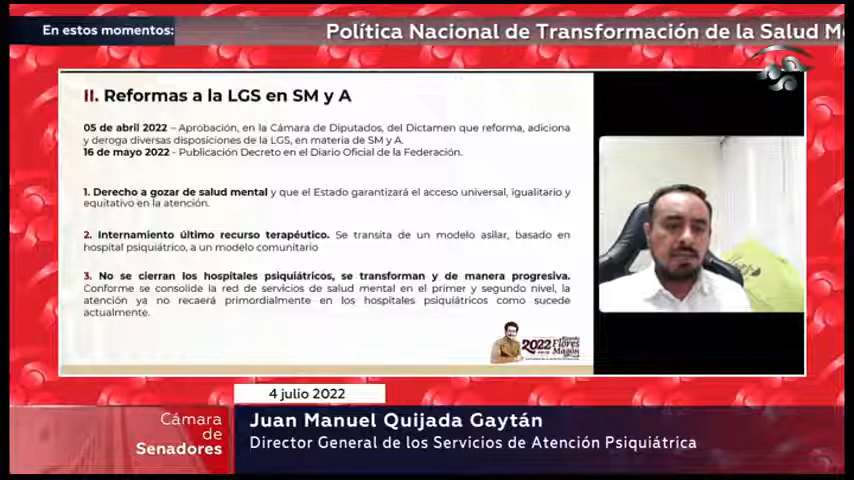 En estos momentos:
Política Nacional de Transformación de la Salud M
II. Reformas a la LGS en SM y A
05 de abril 2022 – Aprobación, en la Cámara de Diputados, del Dictamen que reforma, adiciona
y deroga diversas disposiciones de la LGS, en materia de SM y A.
16 de mayo 2022 - Publicación Decreto en el Diario Oficial de la Federación.
1. Derecho a gozar de salud mental y que el Estado garantizará el acceso universal, igualitario y
equitativo en la atención.
2. Internamiento último recurso terapéutico. Se transita de un modelo asilar, basado en
hospital psiquiátrico, a un modelo comunitario
3. No se cierran los hospitales psiquiátricos, se transforman y de manera progresiva.
Conforme se consolide la red de servicios de salud mental en el primer y segundo nivel, la
atención ya no recaerá primordialmente en los hospitales psiquiátricos como sucede
actualmente.
2022 Ricardo
Flores
Magón
4 julio 2022
Cámara
de
Senadores
Juan Manuel Quijada Gaytán
Director General de los Servicios de Atención Psiquiátrica